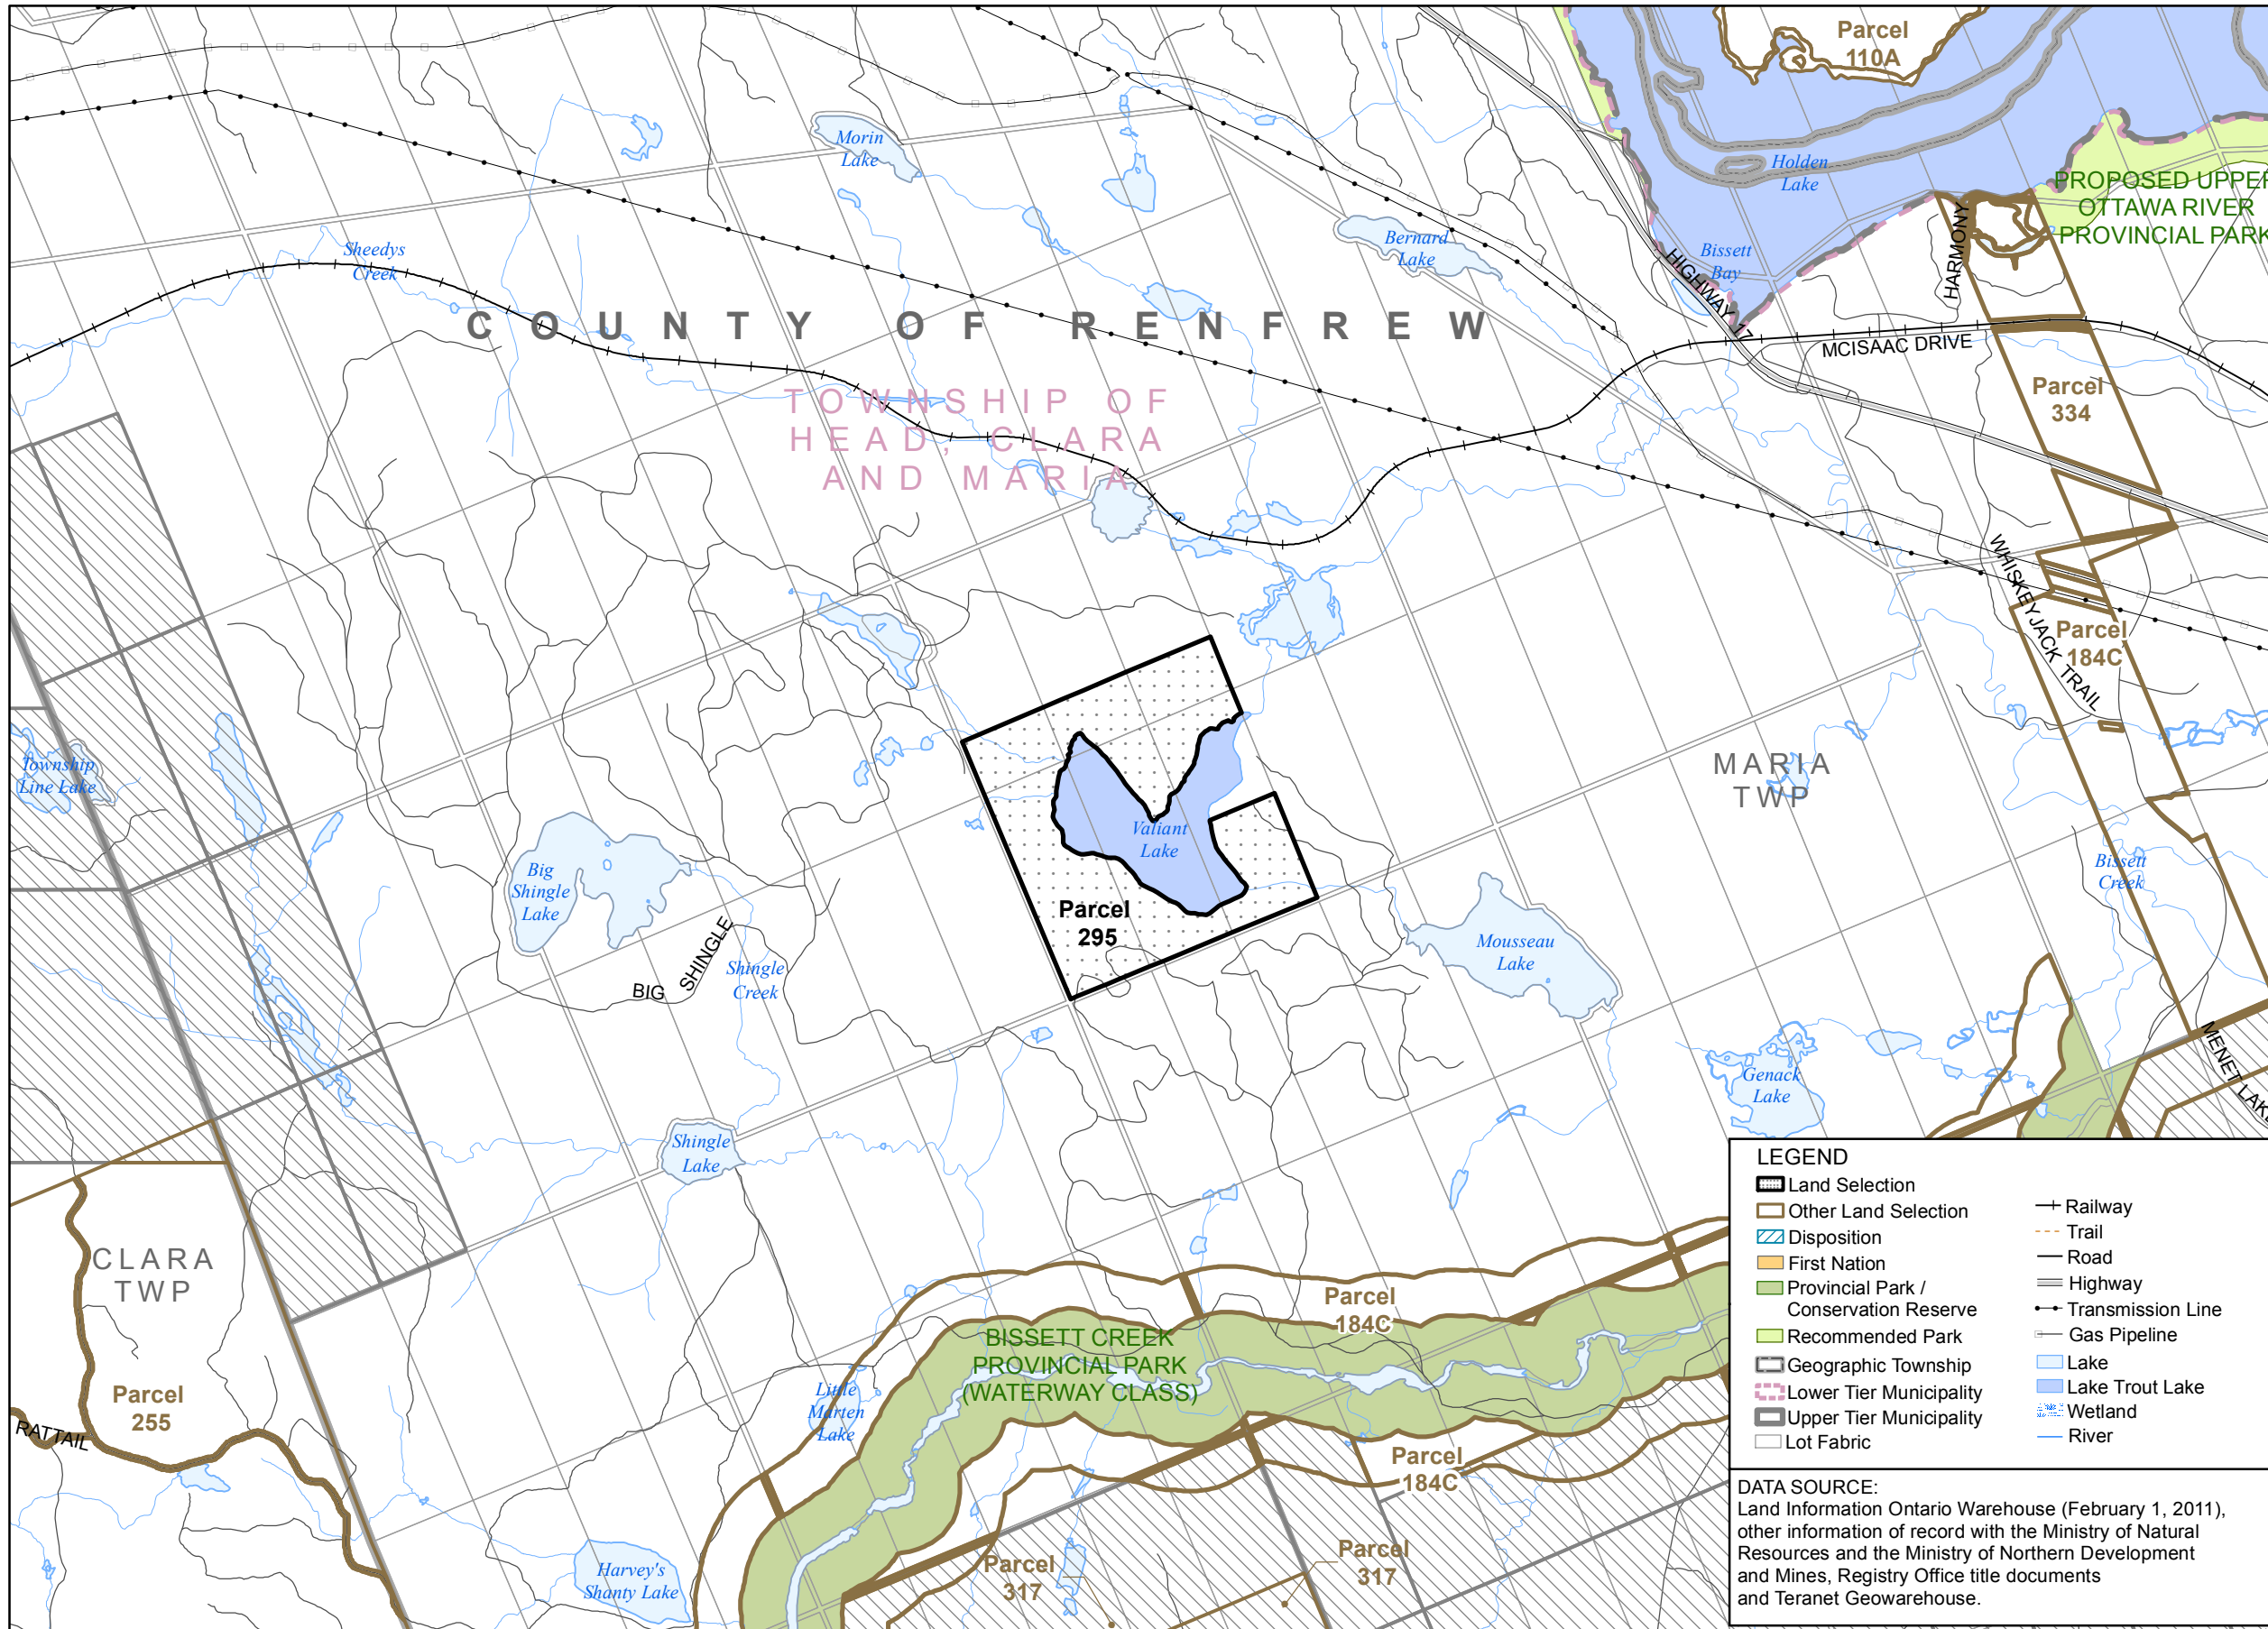 Parcel
110A
Morin
Lake
Holden
Lake
PROPOSED UPPER
OTTAWA RIVER
PROVINCIAL PARK
HARMONY
Sheedys
Creek
Bernard
Lake
Bissett
Bay
HIGHWAY 17
COUNTY OF RENFREW
MCISAAC DRIVE
TOWNSHIP OF
HEAD, CLARA
AND MARIA
Parcel
334
WHISKEYJACK TRAIL
Parcel
184C
Township
Line Lake
MARIA
TWP
Valiant
Lake
Big
Shingle
Lake
Bissett
Creek
Parcel
295
BIG SHINGLE
Shingle
Creek
Mousseau
Lake
Genack
Lake
MENET LAKE
Shingle
Lake
CLARA
TWP
Parcel
184C
BISSETT CREEK
PROVINCIAL PARK
(WATERWAY CLASS)
Parcel
255
RATTAIL
Little
Marten
Lake
Parcel
184C
Harvey's
Shanty Lake
Parcel
317
Parcel
317
LEGEND
Land Selection
Other Land Selection
Disposition
First Nation
Provincial Park /
Conservation Reserve
Recommended Park
Geographic Township
Lower Tier Municipality
Upper Tier Municipality
Lot Fabric
Railway
Trail
Road
Highway
Transmission Line
Gas Pipeline
Lake
Lake Trout Lake
Wetland
River
DATA SOURCE:
Land Information Ontario Warehouse (February 1, 2011),
other information of record with the Ministry of Natural
Resources and the Ministry of Northern Development
and Mines, Registry Office title documents
and Teranet Geowarehouse.